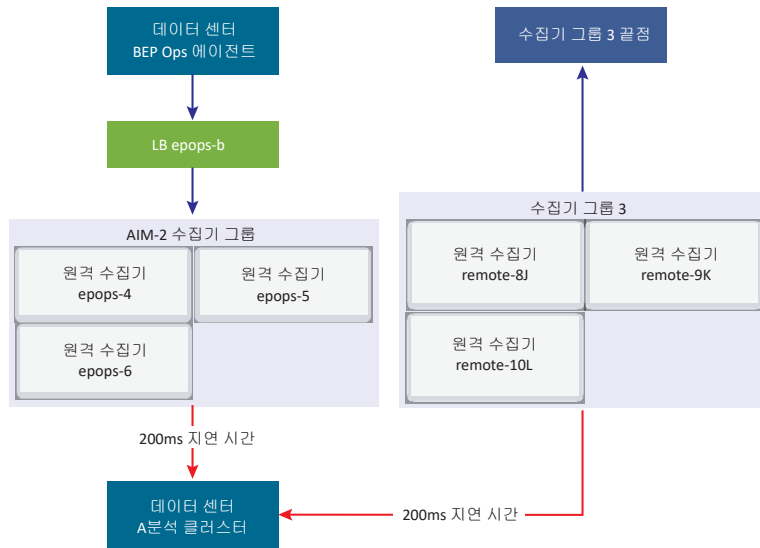 데이터 센터
BEP Ops 에이전트
LB epops-b
AIM-2 수집기 그룹
원격 수집기
epops-4
원격 수집기
epops-5
원격 수집기
epops-6
200ms 지연 시간
데이터 센터
A분석 클러스터
수집기 그룹 3 끝점
수집기 그룹 3
원격 수집기
remote-8J
원격 수집기
remote-9K
원격 수집기
remote-10L
200ms 지연 시간